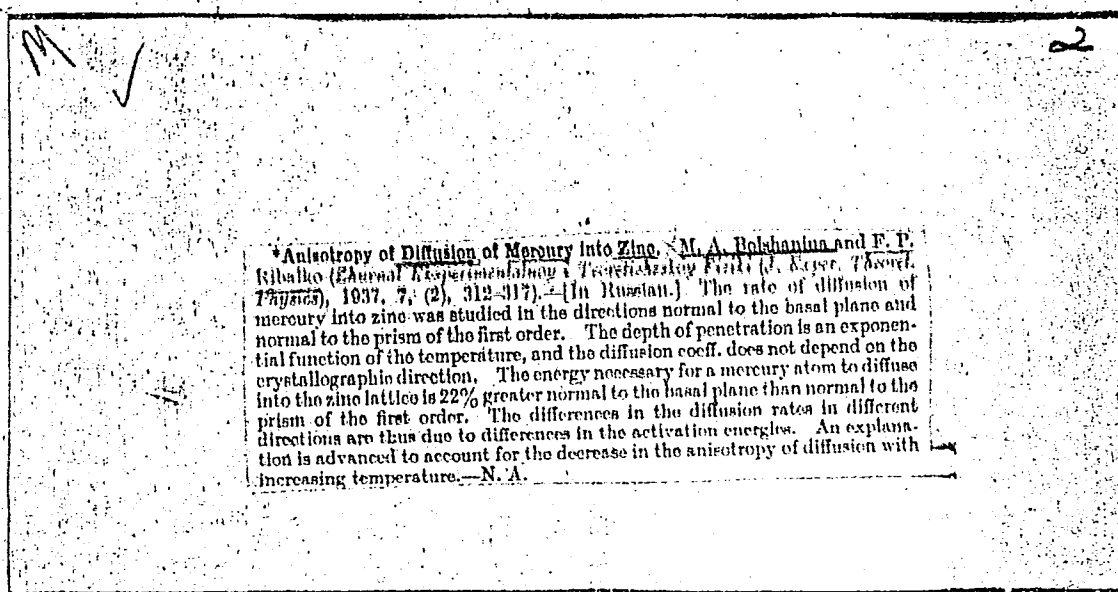 M
✓
2
*Anisotropy of Diffusion of Mercury into Zinc. M. A. Bolshanina and F. P.
Ribalko (Zhurnal Eksperimentalnoy i Teoreticheskoy Fiziki (J. Exper. Theoret.
Physics), 1937, 7, (2), 312-317).—[In Russian.] The rate of diffusion of
mercury into zinc was studied in the directions normal to the basal plane and
normal to the prism of the first order. The depth of penetration is an exponen-
tial function of the temperature, and the diffusion coeff. does not depend on the
crystallographic direction. The energy necessary for a mercury atom to diffuse
into the zinc lattice is 22% greater normal to the basal plane than normal to the
prism of the first order. The differences in the diffusion rates in different
directions are thus due to differences in the activation energies. An explana-
tion is advanced to account for the decrease in the anisotropy of diffusion with
increasing temperature.—N. A.